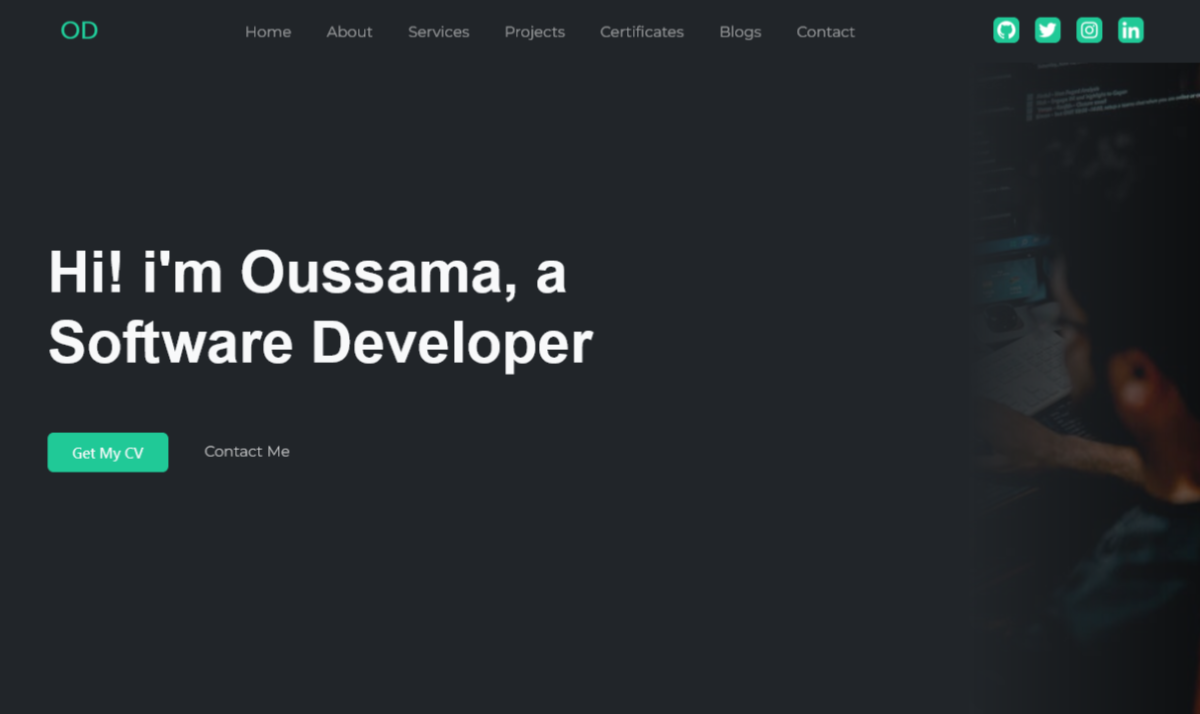 OD
Home About Services Projects Certificates Blogs Contact
Hi! i'm Oussama, a
Software Developer
Get My CV Contact Me